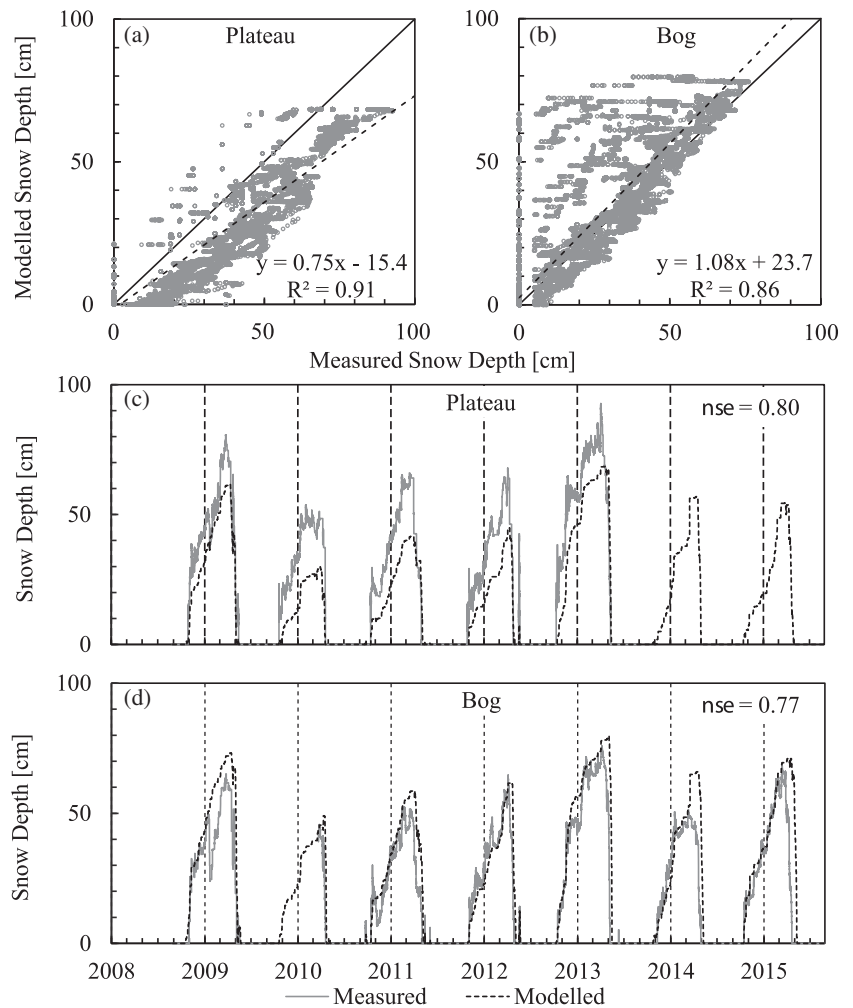 (a) Plateau
(b) Bog
Modelled Snow Depth [cm]
100
50
0
y = 0.75x - 15.4
R² = 0.91
y = 1.08x + 23.7
R² = 0.86
0 50 100
0 50 100
Measured Snow Depth [cm]
(c) Plateau nse = 0.80
Snow Depth [cm]
100
50
0
(d) Bog nse = 0.77
Snow Depth [cm]
100
50
0
2008 2009 2010 2011 2012 2013 2014 2015
Measured Modelled